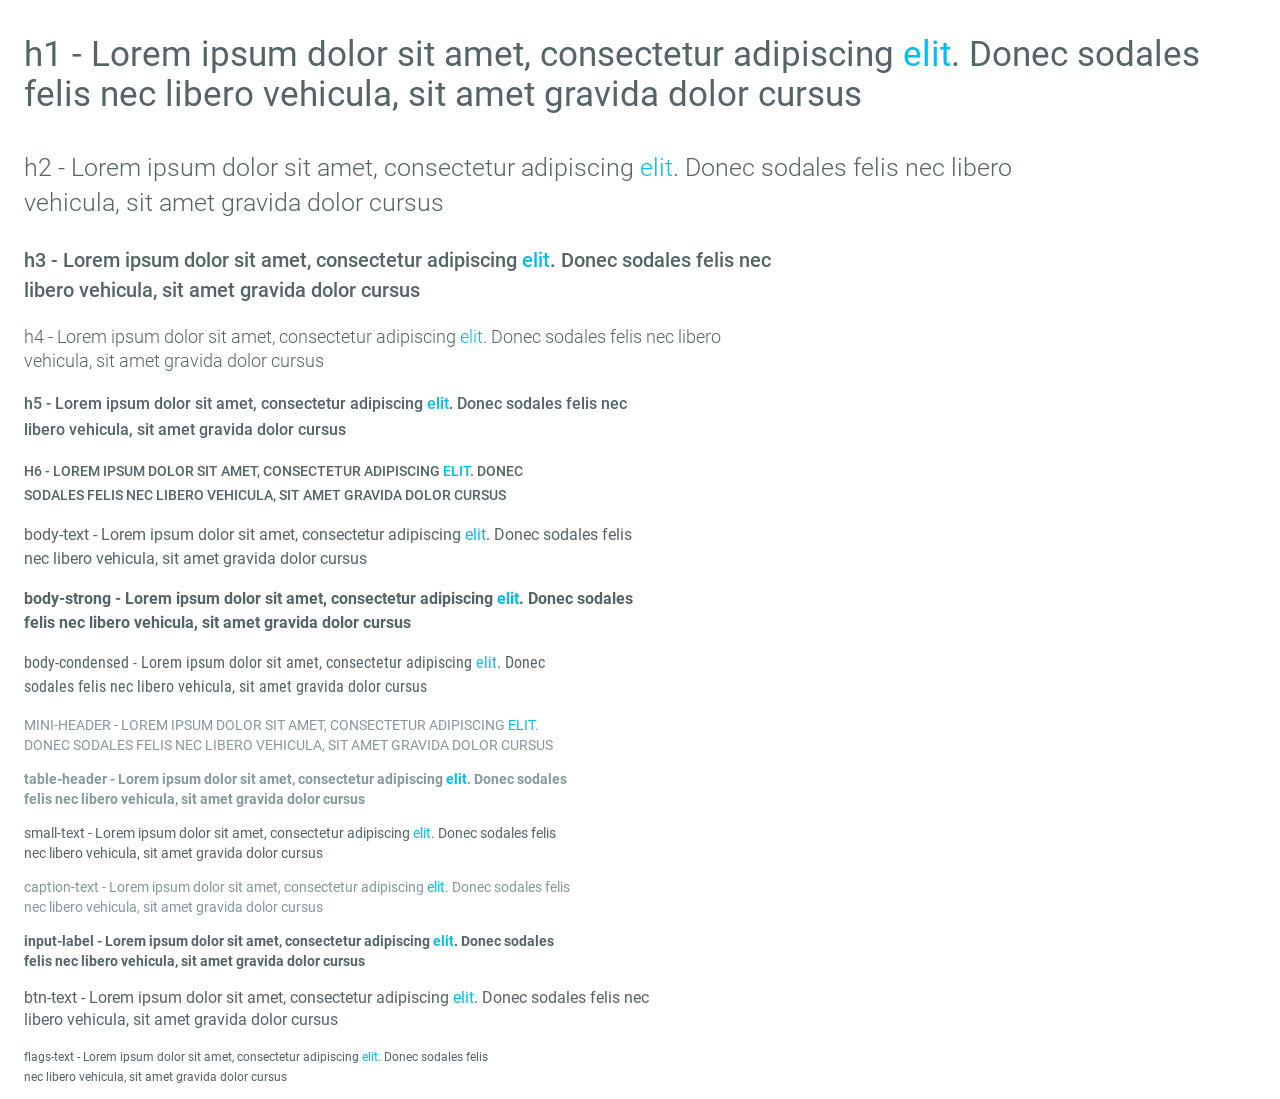 h1 - Lorem ipsum dolor sit amet, consectetur adipiscing elit. Donec sodales
felis nec libero vehicula, sit amet gravida dolor cursus
h2 - Lorem ipsum dolor sit amet, consectetur adipiscing elit. Donec sodales felis nec libero
vehicula, sit amet gravida dolor cursus
h3 - Lorem ipsum dolor sit amet, consectetur adipiscing elit. Donec sodales felis nec
libero vehicula, sit amet gravida dolor cursus
h4 - Lorem ipsum dolor sit amet, consectetur adipiscing elit. Donec sodales felis nec libero
vehicula, sit amet gravida dolor cursus
h5 - Lorem ipsum dolor sit amet, consectetur adipiscing elit. Donec sodales felis nec
libero vehicula, sit amet gravida dolor cursus
H6 - LOREM IPSUM DOLOR SIT AMET, CONSECTETUR ADIPISCING ELIT. DONEC
SODALES FELIS NEC LIBERO VEHICULA, SIT AMET GRAVIDA DOLOR CURSUS
body-text - Lorem ipsum dolor sit amet, consectetur adipiscing elit. Donec sodales felis
nec libero vehicula, sit amet gravida dolor cursus
body-strong - Lorem ipsum dolor sit amet, consectetur adipiscing elit. Donec sodales
felis nec libero vehicula, sit amet gravida dolor cursus
body-condensed - Lorem ipsum dolor sit amet, consectetur adipiscing elit. Donec
sodales felis nec libero vehicula, sit amet gravida dolor cursus
MINI-HEADER - LOREM IPSUM DOLOR SIT AMET, CONSECTETUR ADIPISCING ELIT.
DONEC SODALES FELIS NEC LIBERO VEHICULA, SIT AMET GRAVIDA DOLOR CURSUS
table-header - Lorem ipsum dolor sit amet, consectetur adipiscing elit. Donec sodales
felis nec libero vehicula, sit amet gravida dolor cursus
small-text - Lorem ipsum dolor sit amet, consectetur adipiscing elit. Donec sodales felis
nec libero vehicula, sit amet gravida dolor cursus
caption-text - Lorem ipsum dolor sit amet, consectetur adipiscing elit. Donec sodales felis
nec libero vehicula, sit amet gravida dolor cursus
input-label - Lorem ipsum dolor sit amet, consectetur adipiscing elit. Donec sodales
felis nec libero vehicula, sit amet gravida dolor cursus
btn-text - Lorem ipsum dolor sit amet, consectetur adipiscing elit. Donec sodales felis nec
libero vehicula, sit amet gravida dolor cursus
flags-text - Lorem ipsum dolor sit amet, consectetur adipiscing elit. Donec sodales felis
nec libero vehicula, sit amet gravida dolor cursus